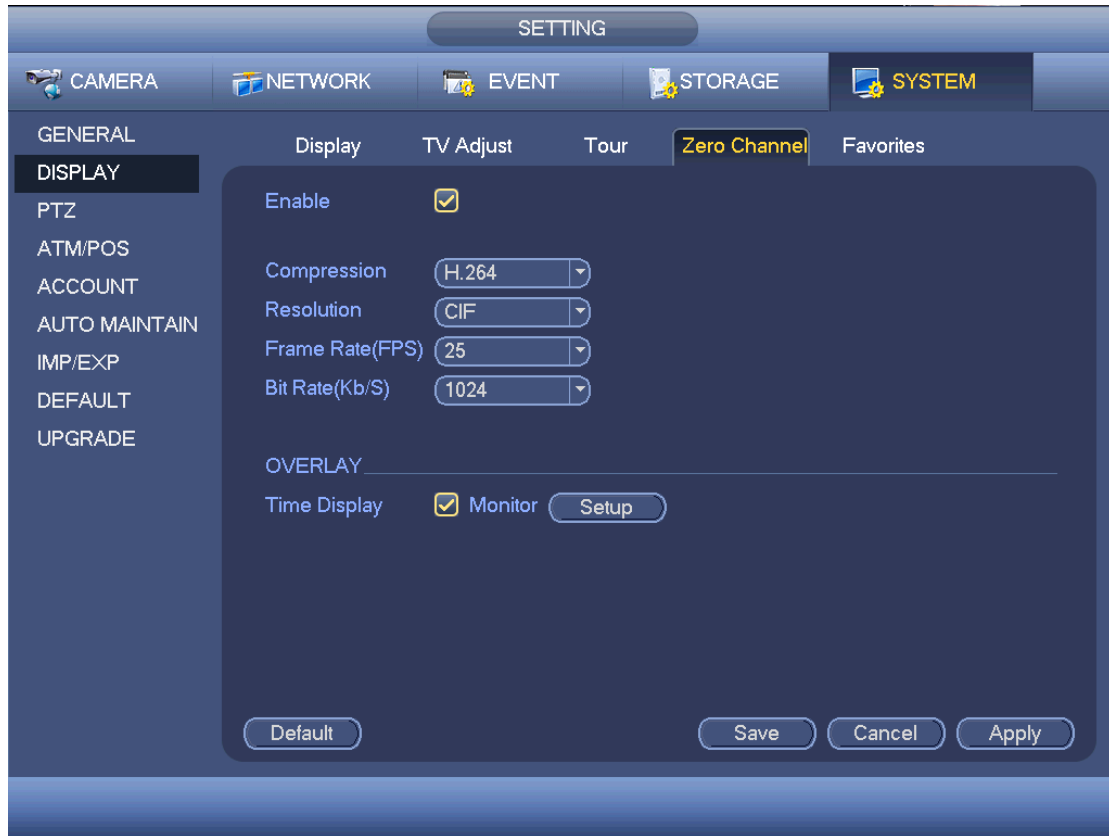 SETTING
CAMERA NETWORK EVENT STORAGE SYSTEM
GENERAL
DISPLAY
PTZ
ATM/POS
ACCOUNT
AUTO MAINTAIN
IMP/EXP
DEFAULT
UPGRADE
Display TV Adjust Tour Zero Channel Favorites
Enable
Compression H.264
Resolution CIF
Frame Rate(FPS) 25
Bit Rate(Kb/S) 1024
OVERLAY
Time Display Monitor Setup
Default Save Cancel Apply